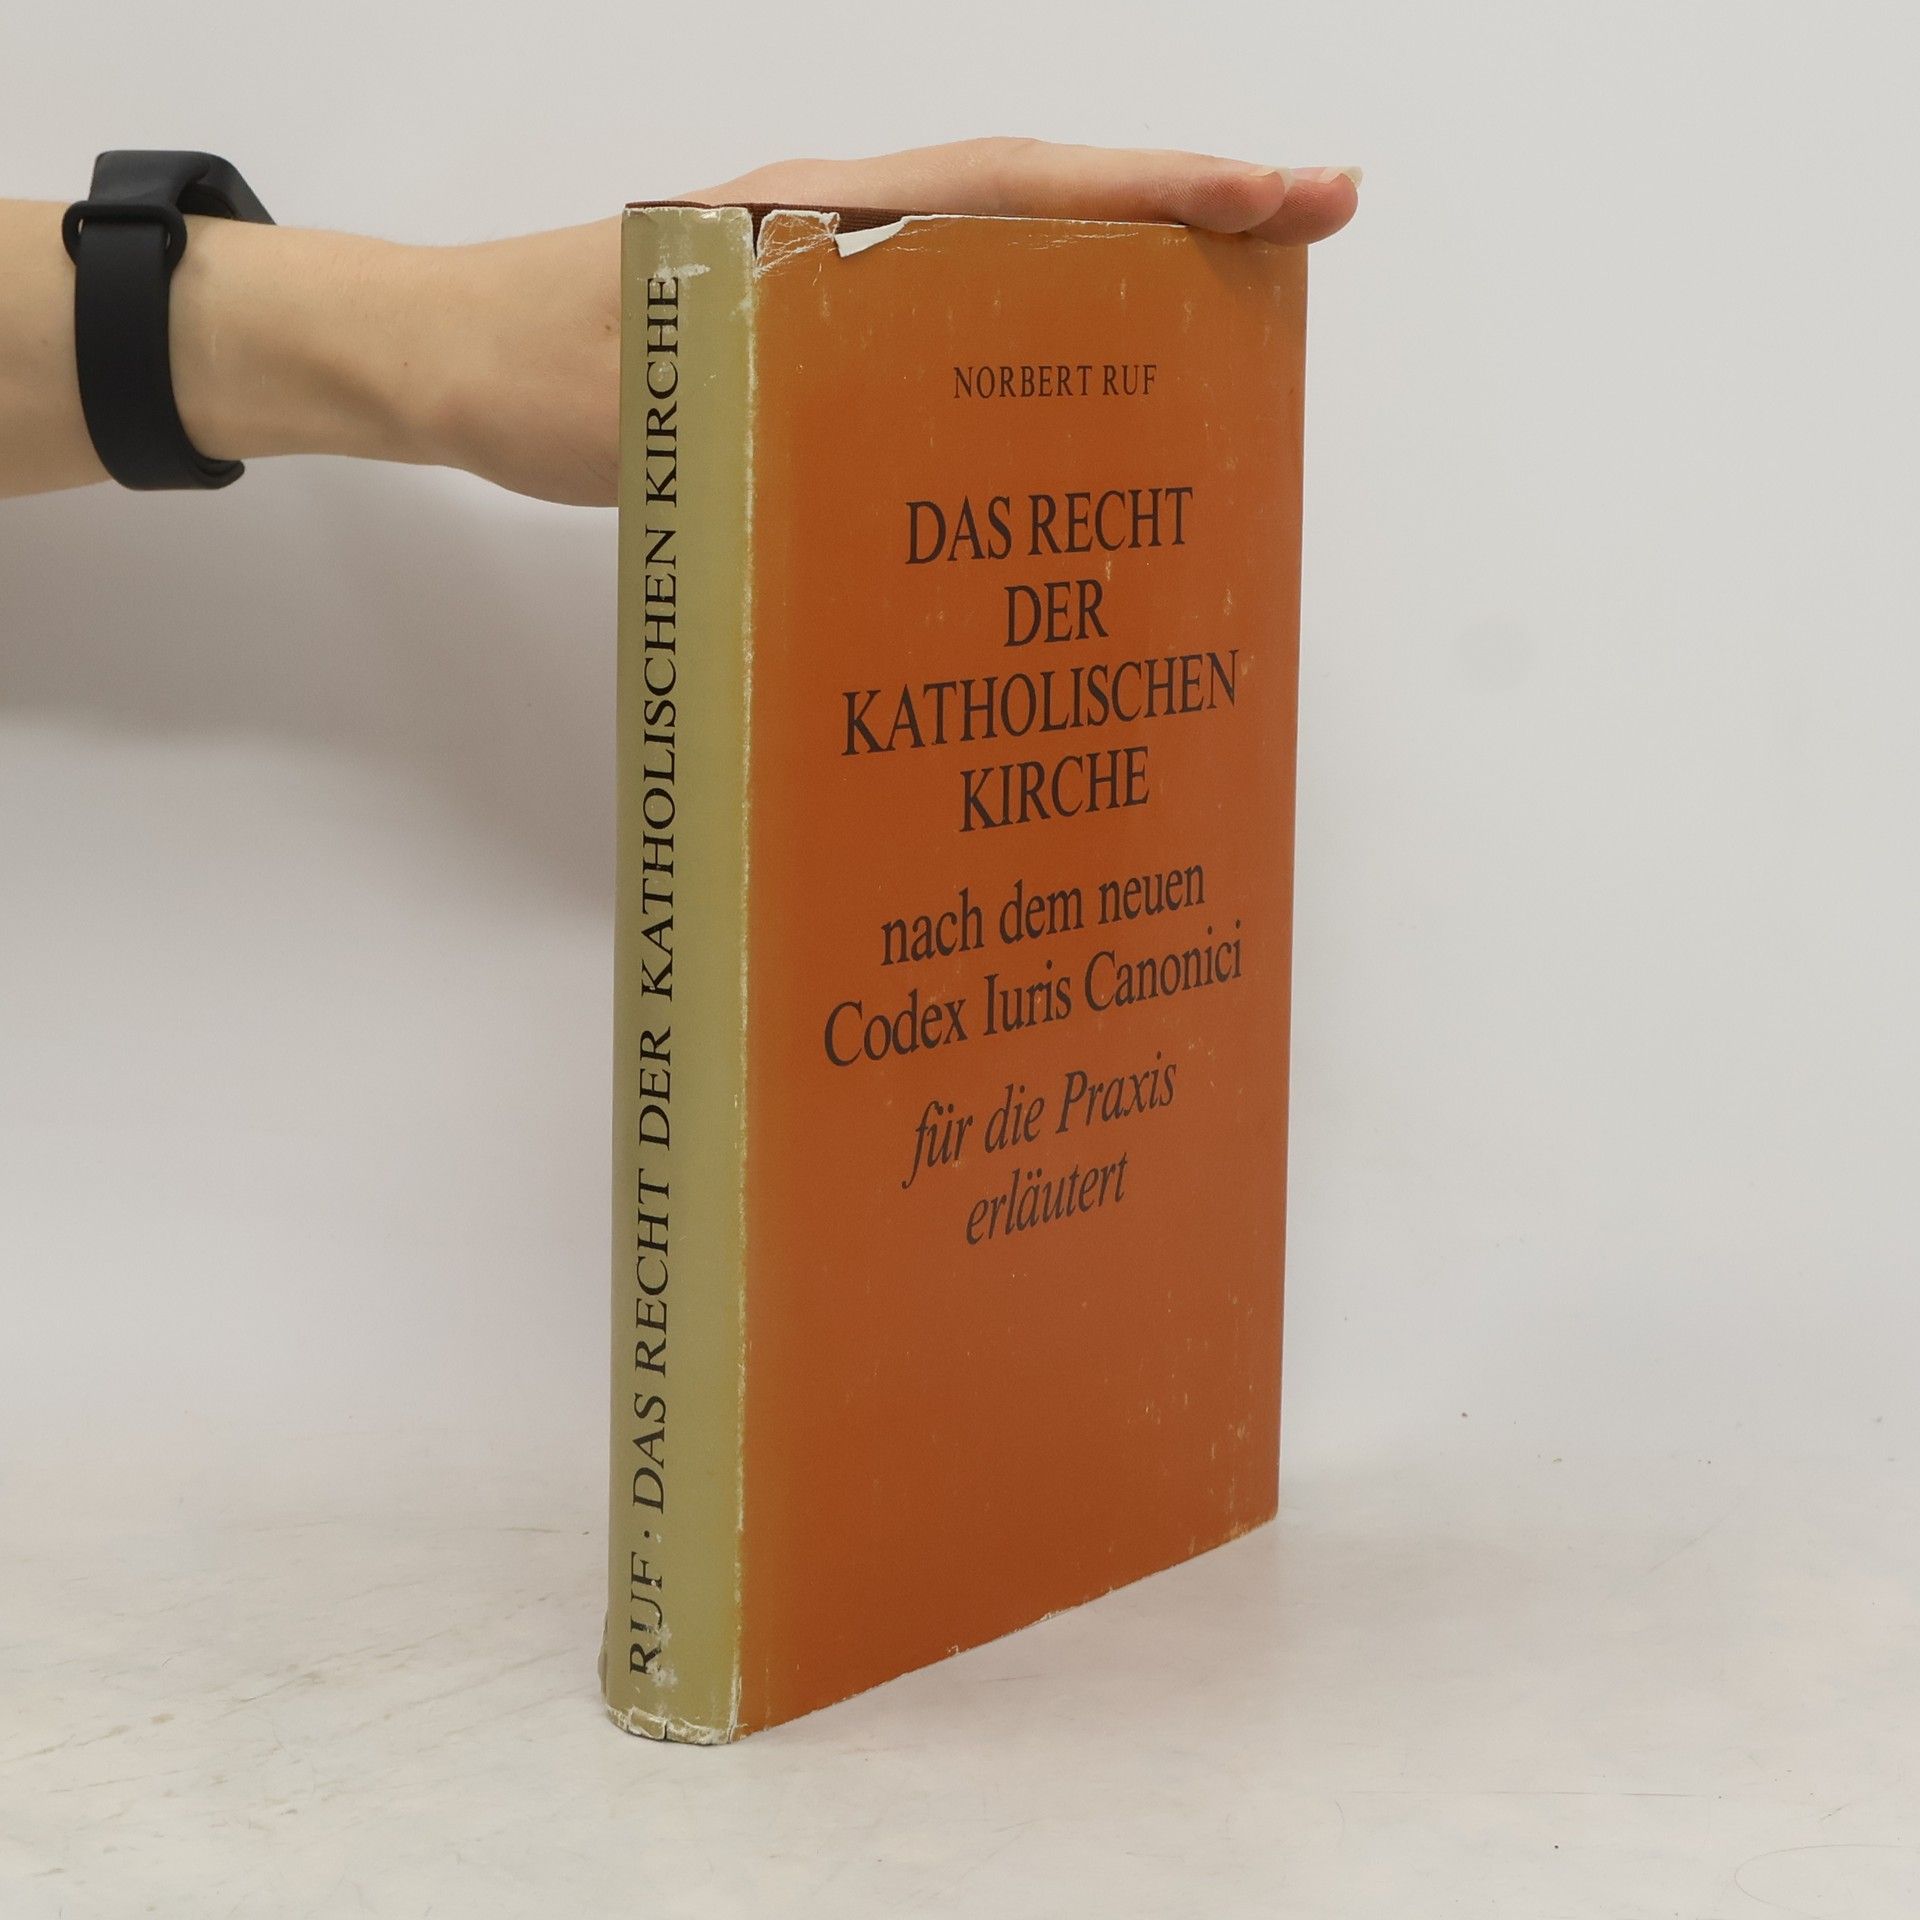 RUF · DAS RECHT DER KATHOLISCHEN KIRCHE
NORBERT RUF
DAS RECHT
DER
KATHOLISCHEN
KIRCHE
nach dem neuen
Codex Iuris Canonici
für die Praxis
erläutert